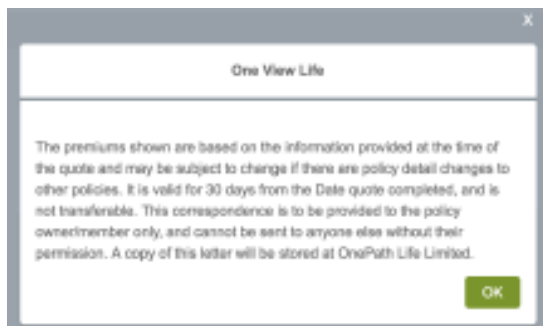 X
One View Life
The premiums shown are based on the information provided at the time of
the quote and may be subject to change if there are policy detail changes to
other policies. It is valid for 30 days from the Date quote completed, and is
not transferable. This correspondence is to be provided to the policy
owner/member only, and cannot be sent to anyone else without their
permission. A copy of this letter will be stored at OnePath Life Limited.
OK